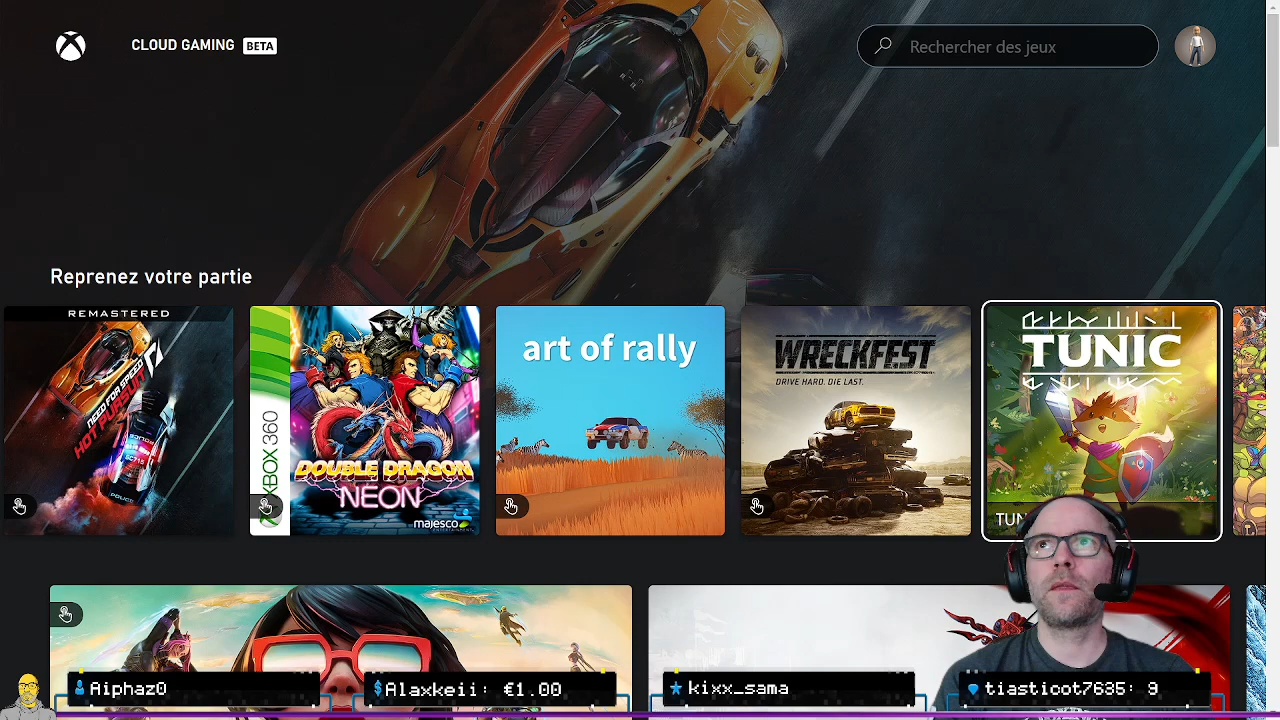 CLOUD GAMING BETA
Rechercher des jeux
Reprenez votre partie
REMASTERED
NEED FOR SPEED
HOT PURSUIT
POLICE
XBOX 360
DOUBLE DRAGON
NEON
majesco
art of rally
WRECKFEST
DRIVE HARD. DIE LAST.
TUNIC
TUN
Aiphaz0
Alaxkeii: €1.00
kixx_sama
tiasticot7635: 9